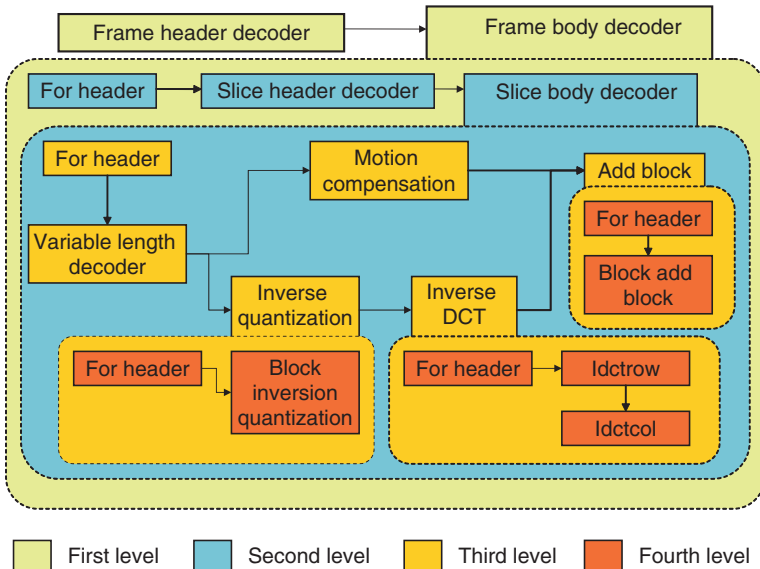 Frame header decoder
Frame body decoder
For header
Slice header decoder
Slice body decoder
For header
Motion
compensation
Add block
Variable length
decoder
For header
Block add
block
Inverse
quantization
Inverse
DCT
For header
Block
inversion
quantization
For header
Idctrow
Idctcol
First level
Second level
Third level
Fourth level